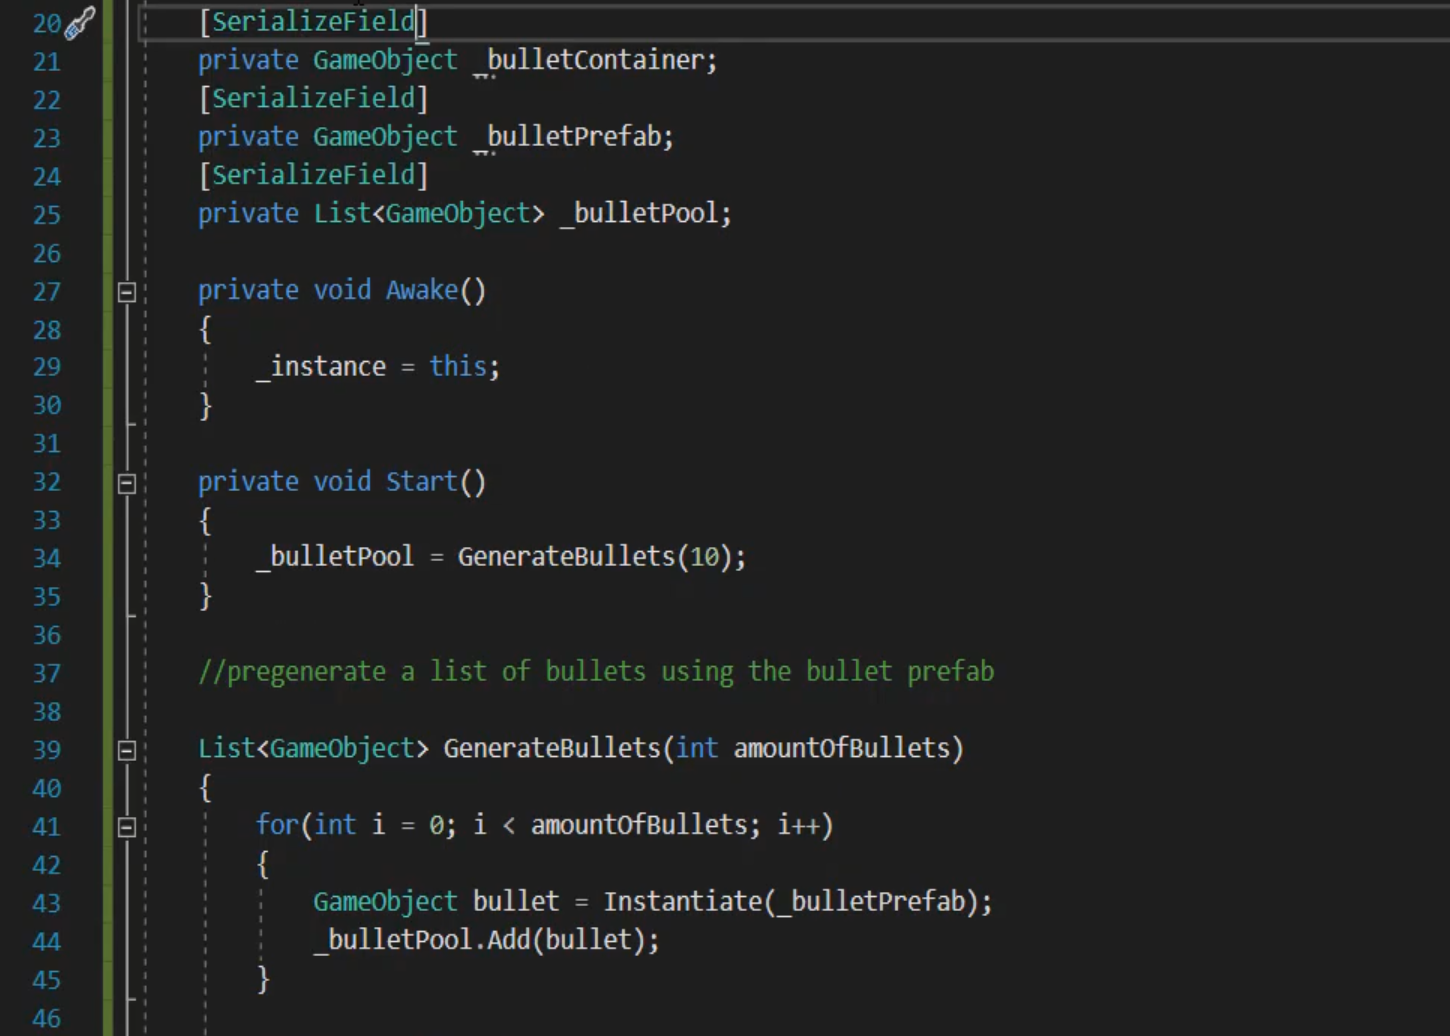 20 [SerializeField]
21 private GameObject _bulletContainer;
22 [SerializeField]
23 private GameObject _bulletPrefab;
24 [SerializeField]
25 private List<GameObject> _bulletPool;
26
27 private void Awake()
28 {
29 _instance = this;
30 }
31
32 private void Start()
33 {
34 _bulletPool = GenerateBullets(10);
35 }
36
37 //pregenerate a list of bullets using the bullet prefab
38
39 List<GameObject> GenerateBullets(int amountOfBullets)
40 {
41 for(int i = 0; i < amountOfBullets; i++)
42 {
43 GameObject bullet = Instantiate(_bulletPrefab);
44 _bulletPool.Add(bullet);
45 }
46